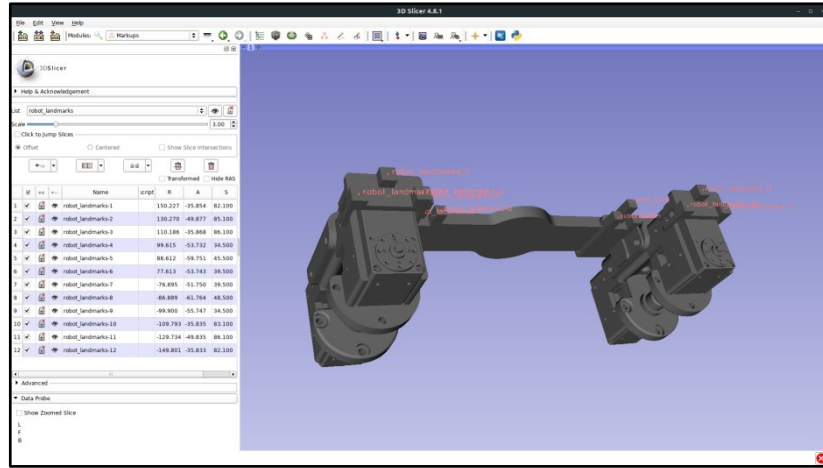 3D Slicer 4.8.1
File Edit View Help
Modules: Markups
3DSlicer
Help & Acknowledgement
List robot_landmarks
Scale 3.00
Click to Jump Slices
Offset Centered Show Slice Intersections
Transformed Hide RAS
Name script R A S
1 robot_landmarks-1 150.227 -35.854 82.100
2 robot_landmarks-2 130.270 -49.877 85.100
3 robot_landmarks-3 110.186 -35.868 86.100
4 robot_landmarks-4 99.615 -53.732 34.500
5 robot_landmarks-5 88.612 -59.751 45.500
6 robot_landmarks-6 77.613 -53.743 39.500
7 robot_landmarks-7 -76.895 -51.750 39.500
8 robot_landmarks-8 -86.889 -61.764 48.500
9 robot_landmarks-9 -99.900 -55.747 34.500
10 robot_landmarks-10 -109.793 -35.835 83.100
11 robot_landmarks-11 -129.734 -49.835 86.100
12 robot_landmarks-12 -149.801 -35.833 82.100
Advanced
Data Probe
Show Zoomed Slice
L
F
B
1
robot_landmarks-2